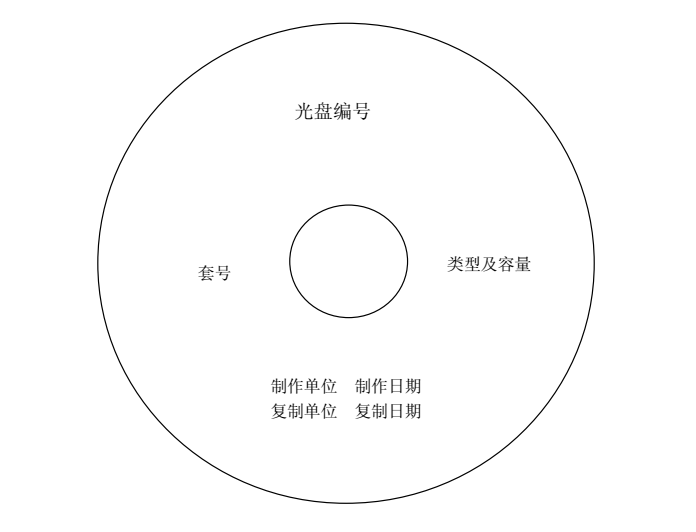 光盘编号
套号
类型及容量
制作单位 制作日期
复制单位 复制日期